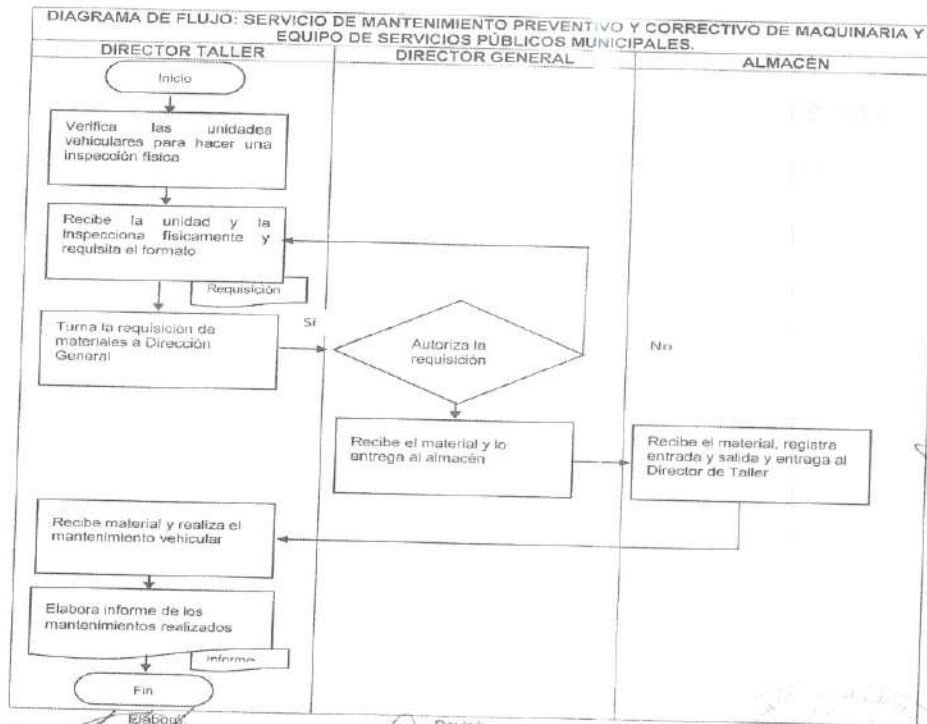 DIAGRAMA DE FLUJO: SERVICIO DE MANTENIMIENTO PREVENTIVO Y CORRECTIVO DE MAQUINARIA Y
EQUIPO DE SERVICIOS PÚBLICOS MUNICIPALES.
DIRECTOR TALLER
DIRECTOR GENERAL
ALMACÉN
Inicio
Verifica las unidades
vehiculares para hacer una
inspección física
Recibe la unidad y la
Inspecciona físicamente y
requisita el formato
Requisición
Turna la requisición de
materiales a Dirección
General
Sí
Autoriza la
requisición
No
Recibe el material y lo
entrega al almacén
Recibe el material, registra
entrada y salida y entrega al
Director de Taller
Recibe material y realiza el
mantenimiento vehicular
Elabora informe de los
mantenimientos realizados
Informe
Fin
Elaboró